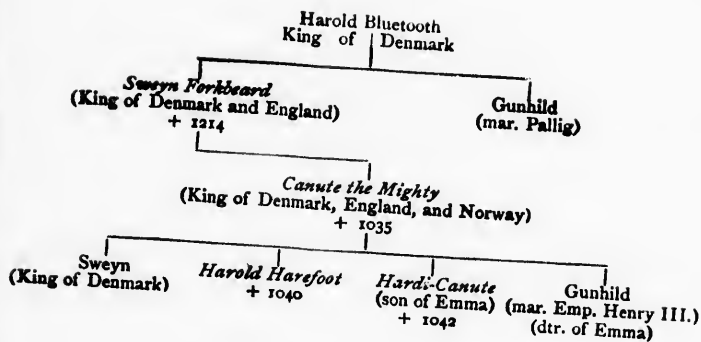 Harold Bluetooth
King of Denmark
Sweyn Forkbeard
(King of Denmark and England)
+ 1214
Gunhild
(mar. Pallig)
Canute the Mighty
(King of Denmark, England, and Norway)
+ 1035
Sweyn
(King of Denmark)
Harold Harefoot
+ 1040
Hardi-Canute
(son of Emma)
+ 1042
Gunhild
(mar. Emp. Henry III.)
(dtr. of Emma)